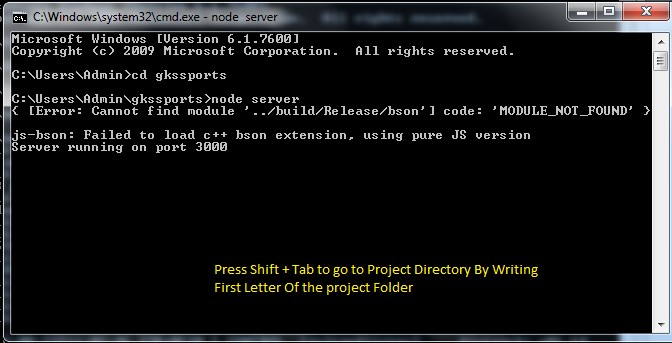 C:\Windows\system32\cmd.exe - node server
Microsoft Windows [Version 6.1.7600]
Copyright (c) 2009 Microsoft Corporation. All rights reserved.
C:\Users\Admin>cd gkssports
C:\Users\Admin\gkssports>node server
{ [Error: Cannot find module '../build/Release/bson'] code: 'MODULE_NOT_FOUND' }
js-bson: Failed to load c++ bson extension, using pure JS version
Server running on port 3000
Press Shift + Tab to go to Project Directory By Writing
First Letter Of the project Folder